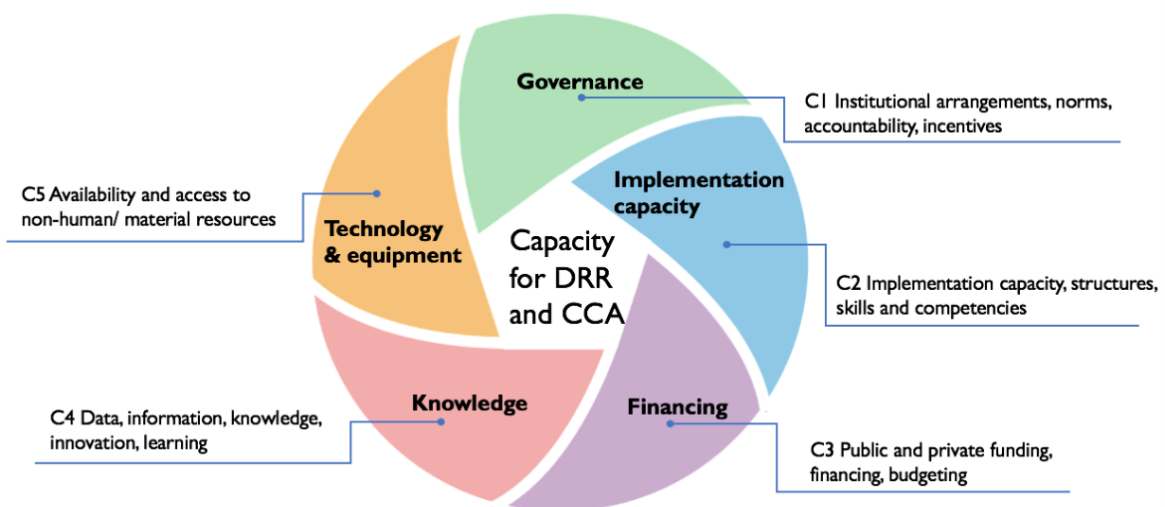 Governance
C1 Institutional arrangements, norms,
accountability, incentives
Implementation
capacity
C2 Implementation capacity, structures,
skills and competencies
Financing
C3 Public and private funding,
financing, budgeting
Knowledge
C4 Data, information, knowledge,
innovation, learning
Technology
& equipment
C5 Availability and access to
non-human/ material resources
Capacity
for DRR
and CCA